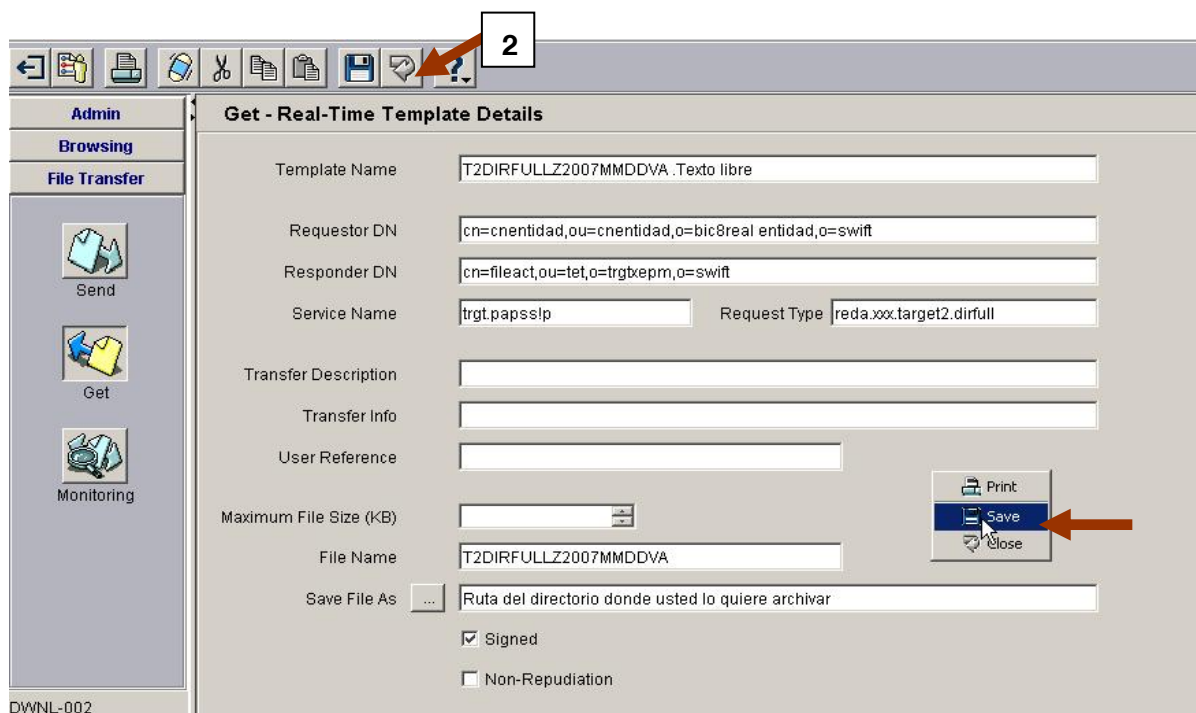 2
?
Admin
Browsing
File Transfer
Send
Get
Monitoring
DWNL-002
Get - Real-Time Template Details
Template Name T2DIRFULLZ2007MMDDVA .Texto libre
Requestor DN cn=cnentidad,ou=cnentidad,o=bic8real entidad,o=swift
Responder DN cn=fileact,ou=tet,o=trgtxepm,o=swift
Service Name trgt.papss!p Request Type reda.xxx.target2.dirfull
Transfer Description
Transfer Info
User Reference
Print
Maximum File Size (KB) Save
Close
File Name T2DIRFULLZ2007MMDDVA
Save File As ... Ruta del directorio donde usted lo quiere archivar
Signed
Non-Repudiation